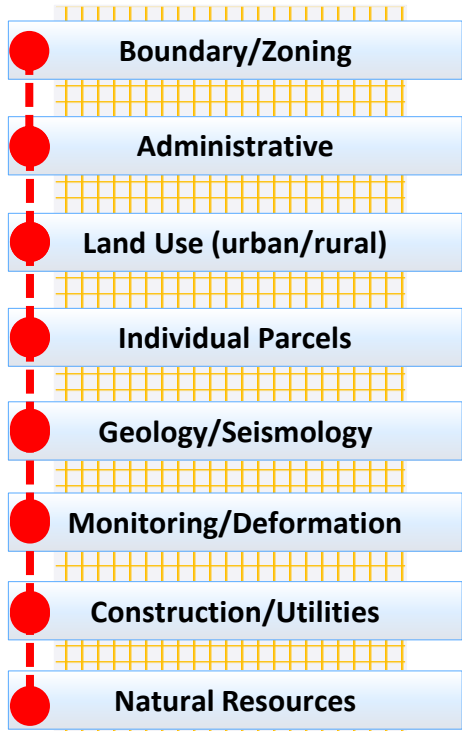 Boundary/Zoning
Administrative
Land Use (urban/rural)
Individual Parcels
Geology/Seismology
Monitoring/Deformation
Construction/Utilities
Natural Resources